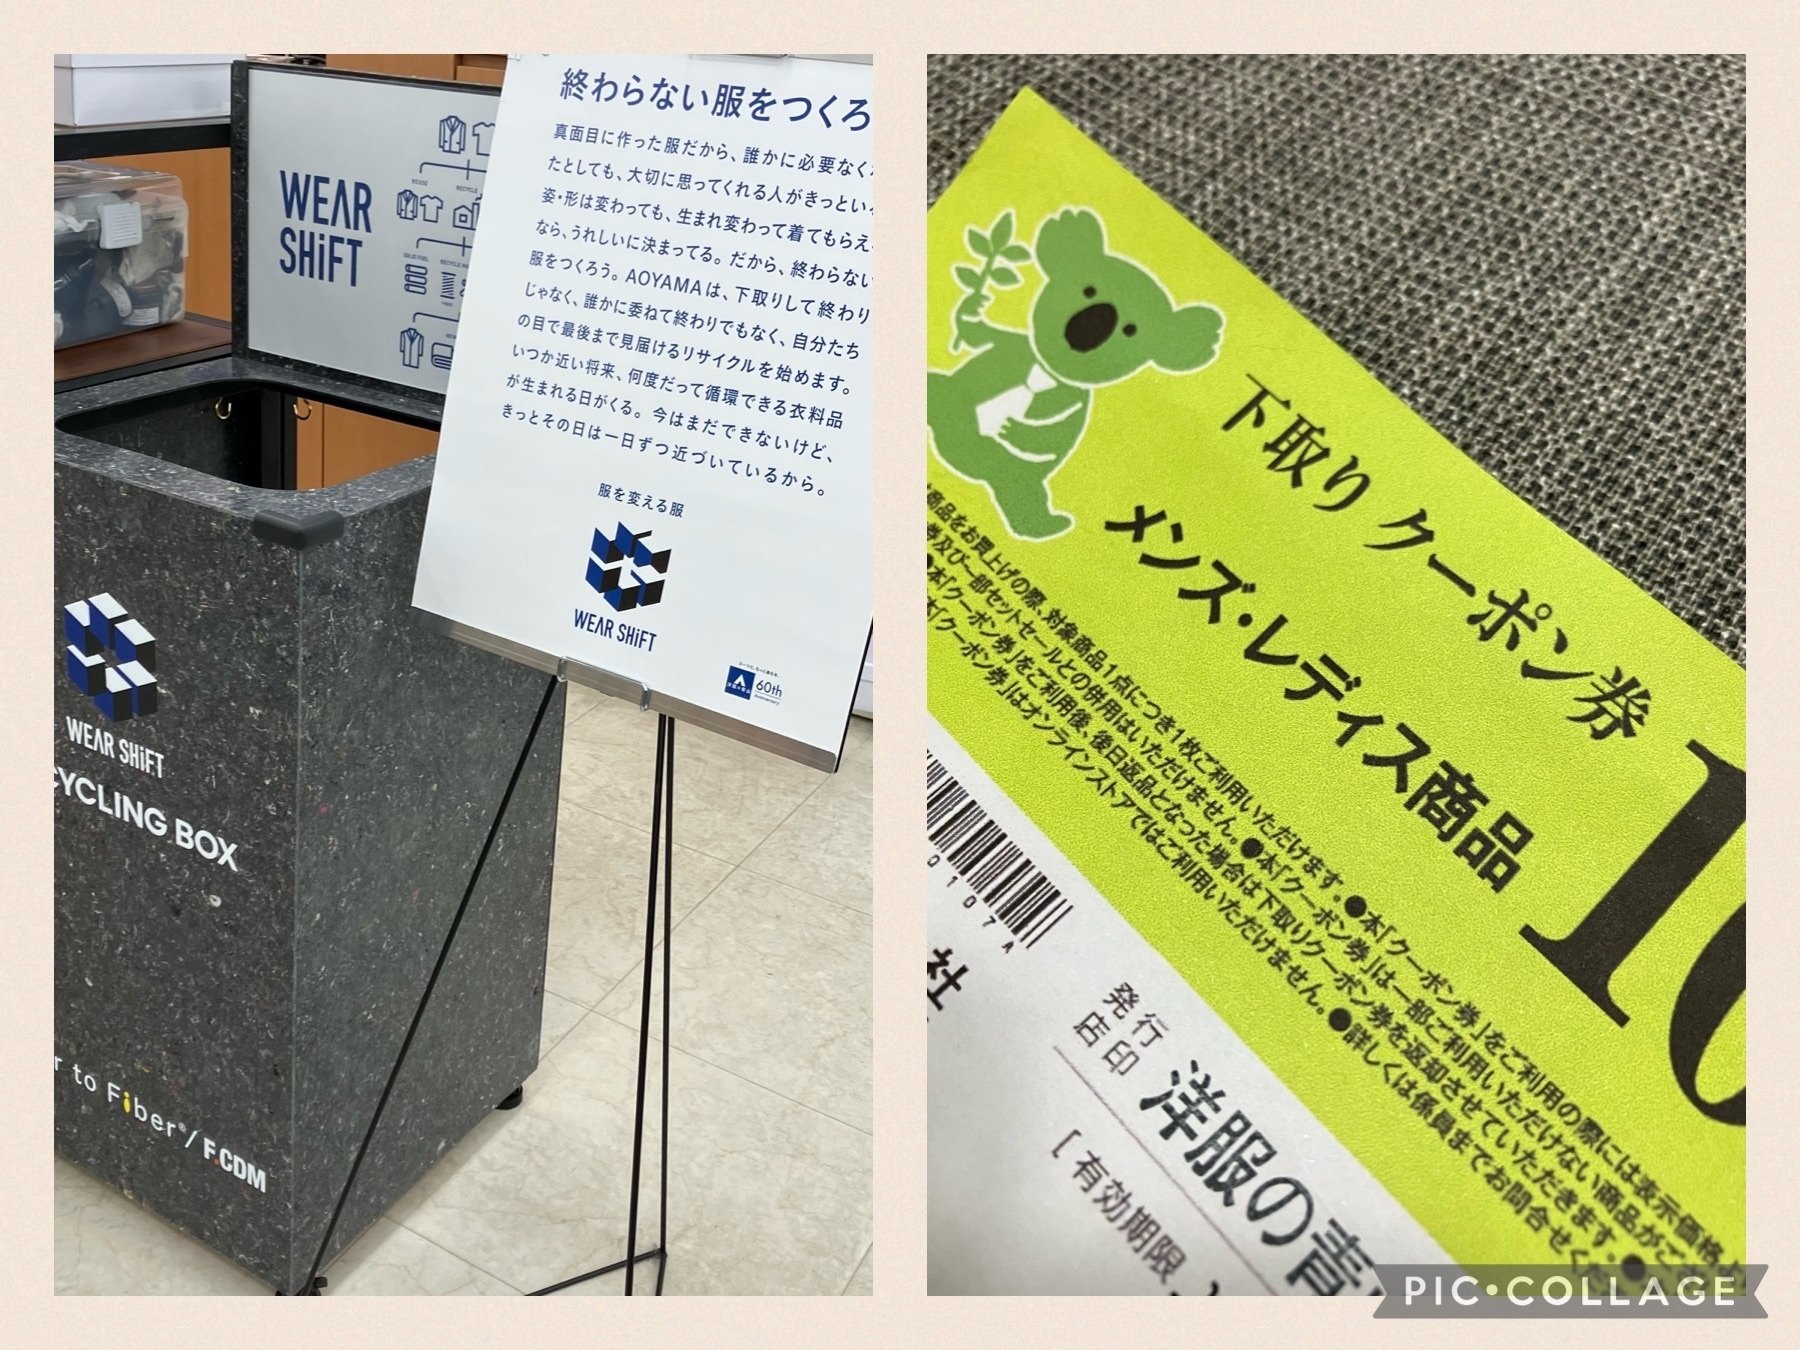 WEAR
SHiFT
REUSE
RECYCLE
SOLID FUEL
終わらない服をつくろ
真面目に作った服だから、誰かに必要なく
たとしても、大切に思ってくれる人がきっという
姿・形は変わっても、生まれ変わって着てもらえ
なら、うれしいに決まってる。だから、終わらない
服をつくろう。AOYAMAは、下取りして終わり
じゃなく、誰かに委ねて終わりでもなく、自分たち
の目で最後まで見届けるリサイクルを始めます。
いつか近い将来、何度だって循環できる衣料品
が生まれる日がくる。今はまだできないけど、
きっとその日は一日ずつ近づいているから。
服を変える服
WEAR SHiFT
洋服の青山
60th
Anniversary
WEAR SHiFT
CYCLING BOX
r to Fiber®/ F.CDM
下取り クーポン券
メンズ・レディス商品
10
商品をお買上げの際、対象商品1点につき1枚ご利用いただけます。●本「クーポン券」をご利用の際には表示価格よ
券及び一部セットセールとの併用はいただけません。●本「クーポン券」は一部ご利用いただけない商品がご
本「クーポン券」をご利用後、後日返品となった場合は下取りクーポン券を返却させていただきます。●
「クーポン券」はオンラインストアではご利用いただけません。●詳しくは係員までお問合せくだ
0107A
社
発行
店印
洋服の青
[有効期限
PIC•COLLAGE